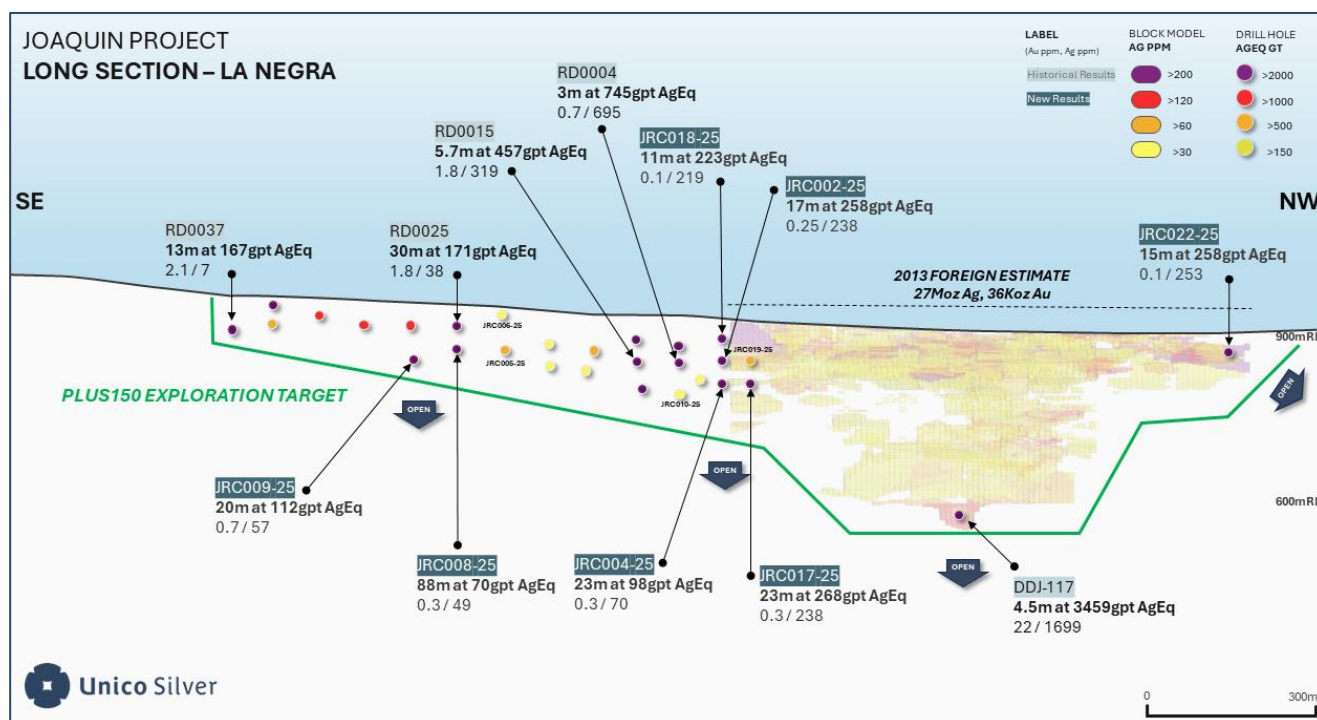 JOAQUIN PROJECT
LONG SECTION – LA NEGRA
LABEL
(Au ppm, Ag ppm)
Historical Results
New Results
BLOCK MODEL
AG PPM
>200
>120
>60
>30
DRILL HOLE
AGEQ GT
>2000
>1000
>500
>150
SE
NW
RD0004
3m at 745gpt AgEq
0.7 / 695
RD0015
5.7m at 457gpt AgEq
1.8 / 319
JRC018-25
11m at 223gpt AgEq
0.1 / 219
JRC002-25
17m at 258gpt AgEq
0.25 / 238
RD0037
13m at 167gpt AgEq
2.1 / 7
RD0025
30m at 171gpt AgEq
1.8 / 38
JRC022-25
15m at 258gpt AgEq
0.1 / 253
2013 FOREIGN ESTIMATE
27Moz Ag, 36Koz Au
JRC006-25
JRC005-25
JRC019-25
JRC010-25
900mRl
600mRl
PLUS150 EXPLORATION TARGET
OPEN
OPEN
OPEN
OPEN
JRC009-25
20m at 112gpt AgEq
0.7 / 57
JRC008-25
88m at 70gpt AgEq
0.3 / 49
JRC004-25
23m at 98gpt AgEq
0.3 / 70
JRC017-25
23m at 268gpt AgEq
0.3 / 238
DDJ-117
4.5m at 3459gpt AgEq
22 / 1699
Unico Silver
0
300m